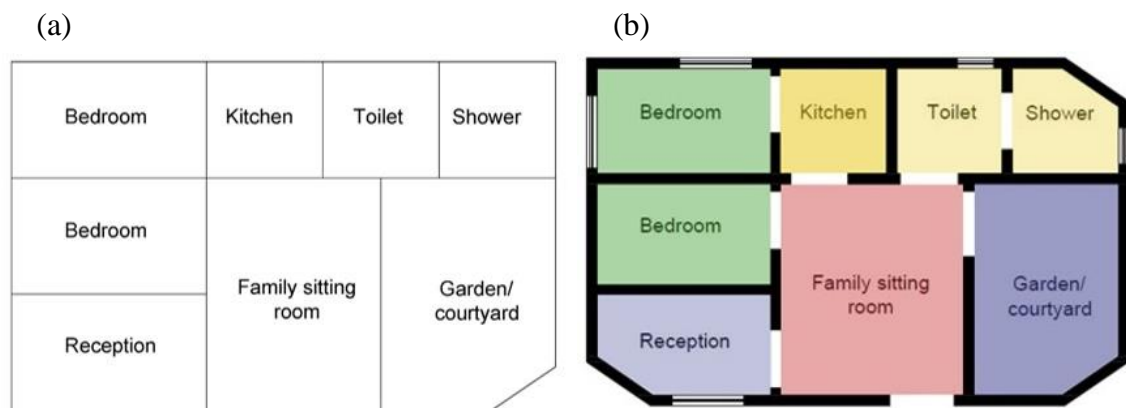 (a)
Bedroom
Kitchen
Toilet
Shower
Bedroom
Family sitting
room
Garden/
courtyard
Reception
(b)
Bedroom
Kitchen
Toilet
Shower
Bedroom
Family sitting
room
Garden/
courtyard
Reception